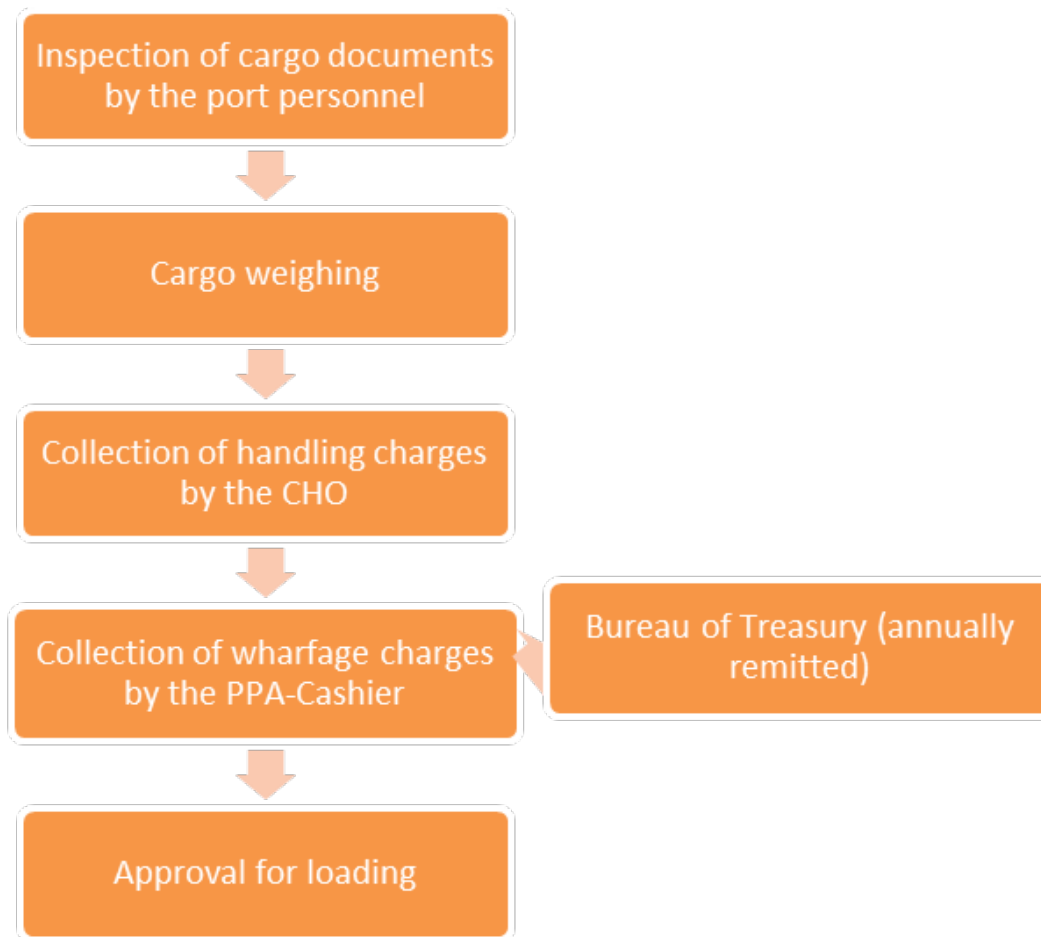 Inspection of cargo documents
by the port personnel
Cargo weighing
Collection of handling charges
by the CHO
Collection of wharfage charges
by the PPA-Cashier
Bureau of Treasury (annually
remitted)
Approval for loading